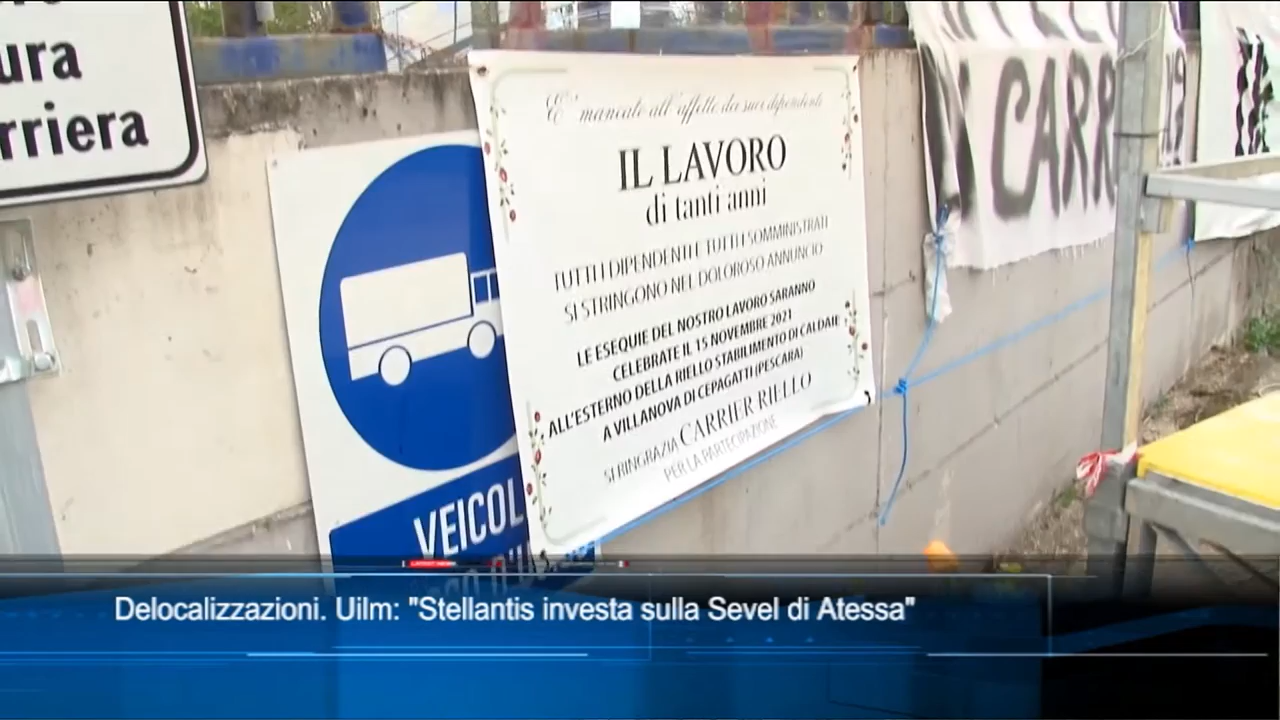 ura
rriera
E' mancato all'affetto dei suoi dipendenti
IL LAVORO
di tanti anni
TUTTI I DIPENDENTI E TUTTI I SOMMINISTRATI
SI STRINGONO NEL DOLOROSO ANNUNCIO
LE ESEQUIE DEL NOSTRO LAVORO SARANNO
CELEBRATE IL 15 NOVEMBRE 2021
ALL'ESTERNO DELLA RIELLO STABILIMENTO DI CALDAIE
A VILLANOVA DI CEPAGATTI (PESCARA)
SI RINGRAZIA CARRIER RIELLO
PER LA PARTECIPAZIONE
VEICOL
CARR
LATEST NEWS
Delocalizzazioni. Uilm: "Stellantis investa sulla Sevel di Atessa"